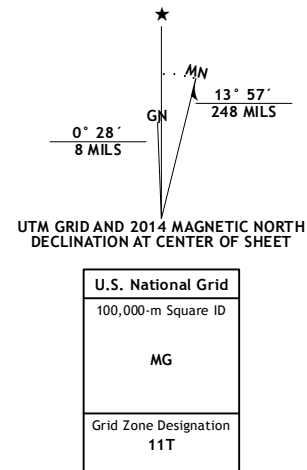 ★
MN
GN
0° 28´
8 MILS
13° 57´
248 MILS
UTM GRID AND 2014 MAGNETIC NORTH
DECLINATION AT CENTER OF SHEET
U.S. National Grid
100,000-m Square ID
MG
Grid Zone Designation
11T